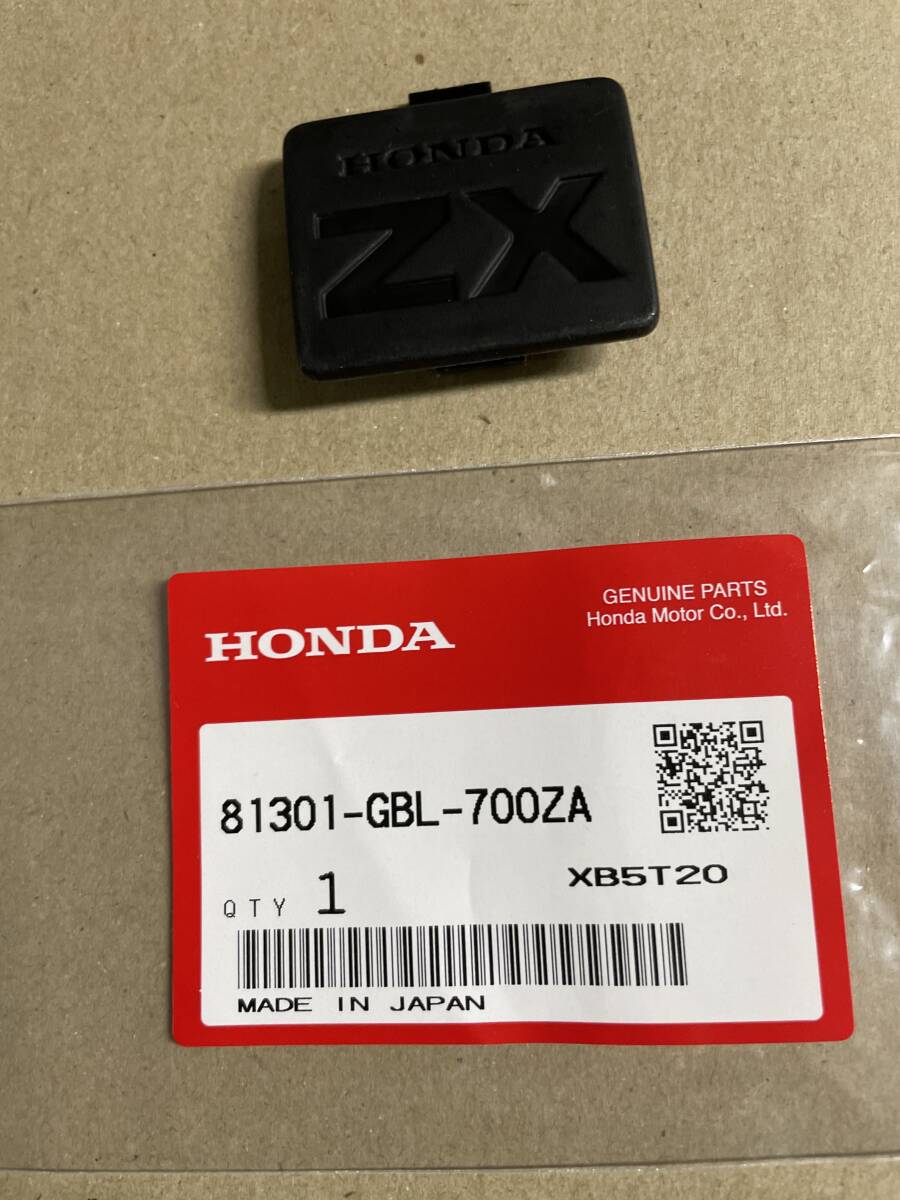 HONDA
ZX
HONDA
GENUINE PARTS
Honda Motor Co., Ltd.
81301-GBL-700ZA
QTY 1
XB5T20
MADE IN JAPAN